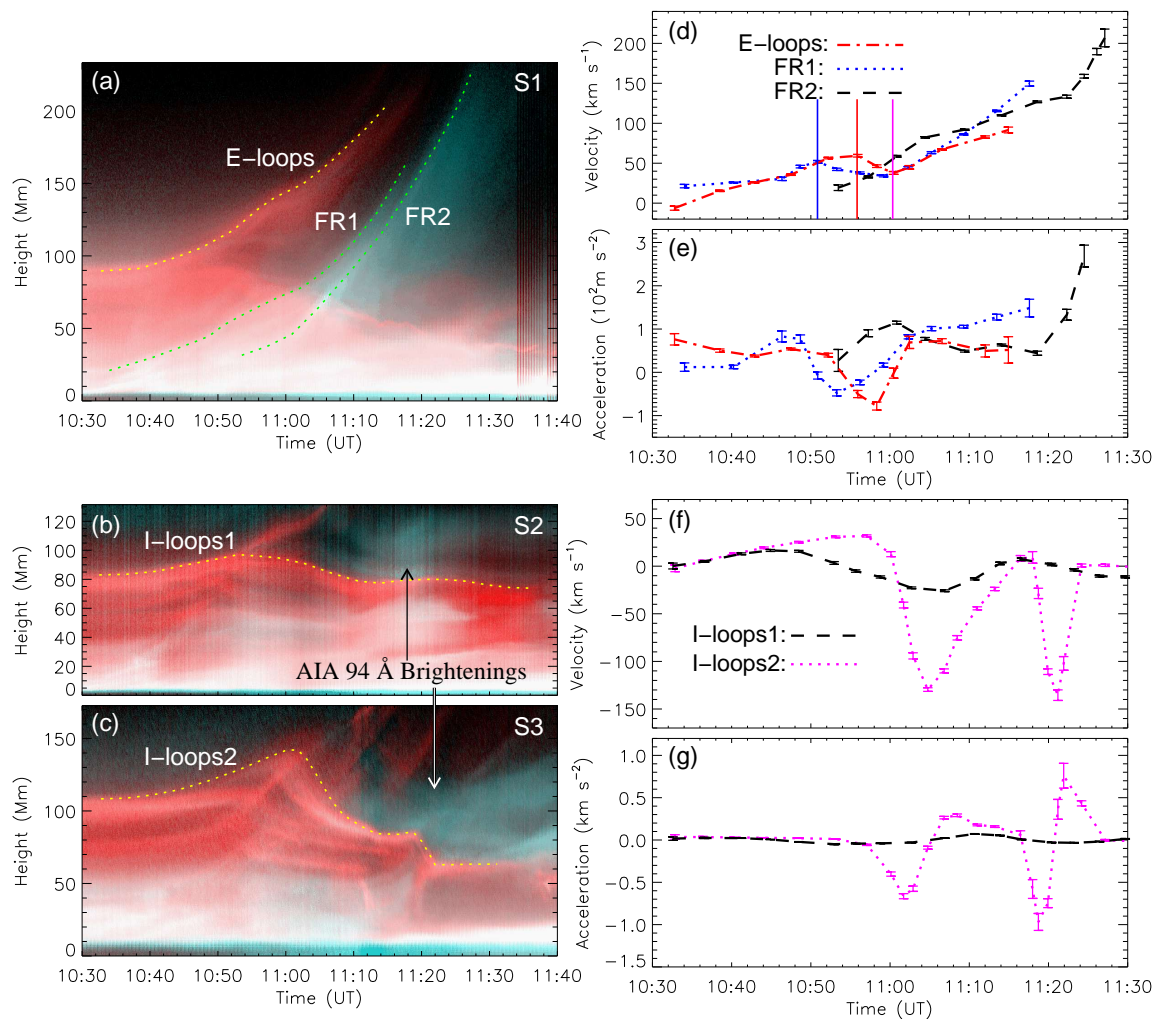 (a)
S1
E−loops
FR1
FR2
Height (Mm)
200
150
100
50
0
10:30 10:40 10:50 11:00 11:10 11:20 11:30 11:40
Time (UT)
(b)
S2
I−loops1
Height (Mm)
120
100
80
60
40
20
0
AIA 94 Å Brightenings
(c)
S3
I−loops2
Height (Mm)
150
100
50
0
10:30 10:40 10:50 11:00 11:10 11:20 11:30 11:40
Time (UT)
(d)
E−loops:
FR1:
FR2:
Velocity (km s⁻¹)
200
150
100
50
0
(e)
Acceleration (10²m s⁻²)
3
2
1
0
−1
10:30 10:40 10:50 11:00 11:10 11:20 11:30
Time (UT)
(f)
I−loops1:
I−loops2:
Velocity (km s⁻¹)
50
0
−50
−100
−150
(g)
Acceleration (km s⁻²)
1.0
0.5
0.0
−0.5
−1.0
−1.5
10:30 10:40 10:50 11:00 11:10 11:20 11:30
Time (UT)